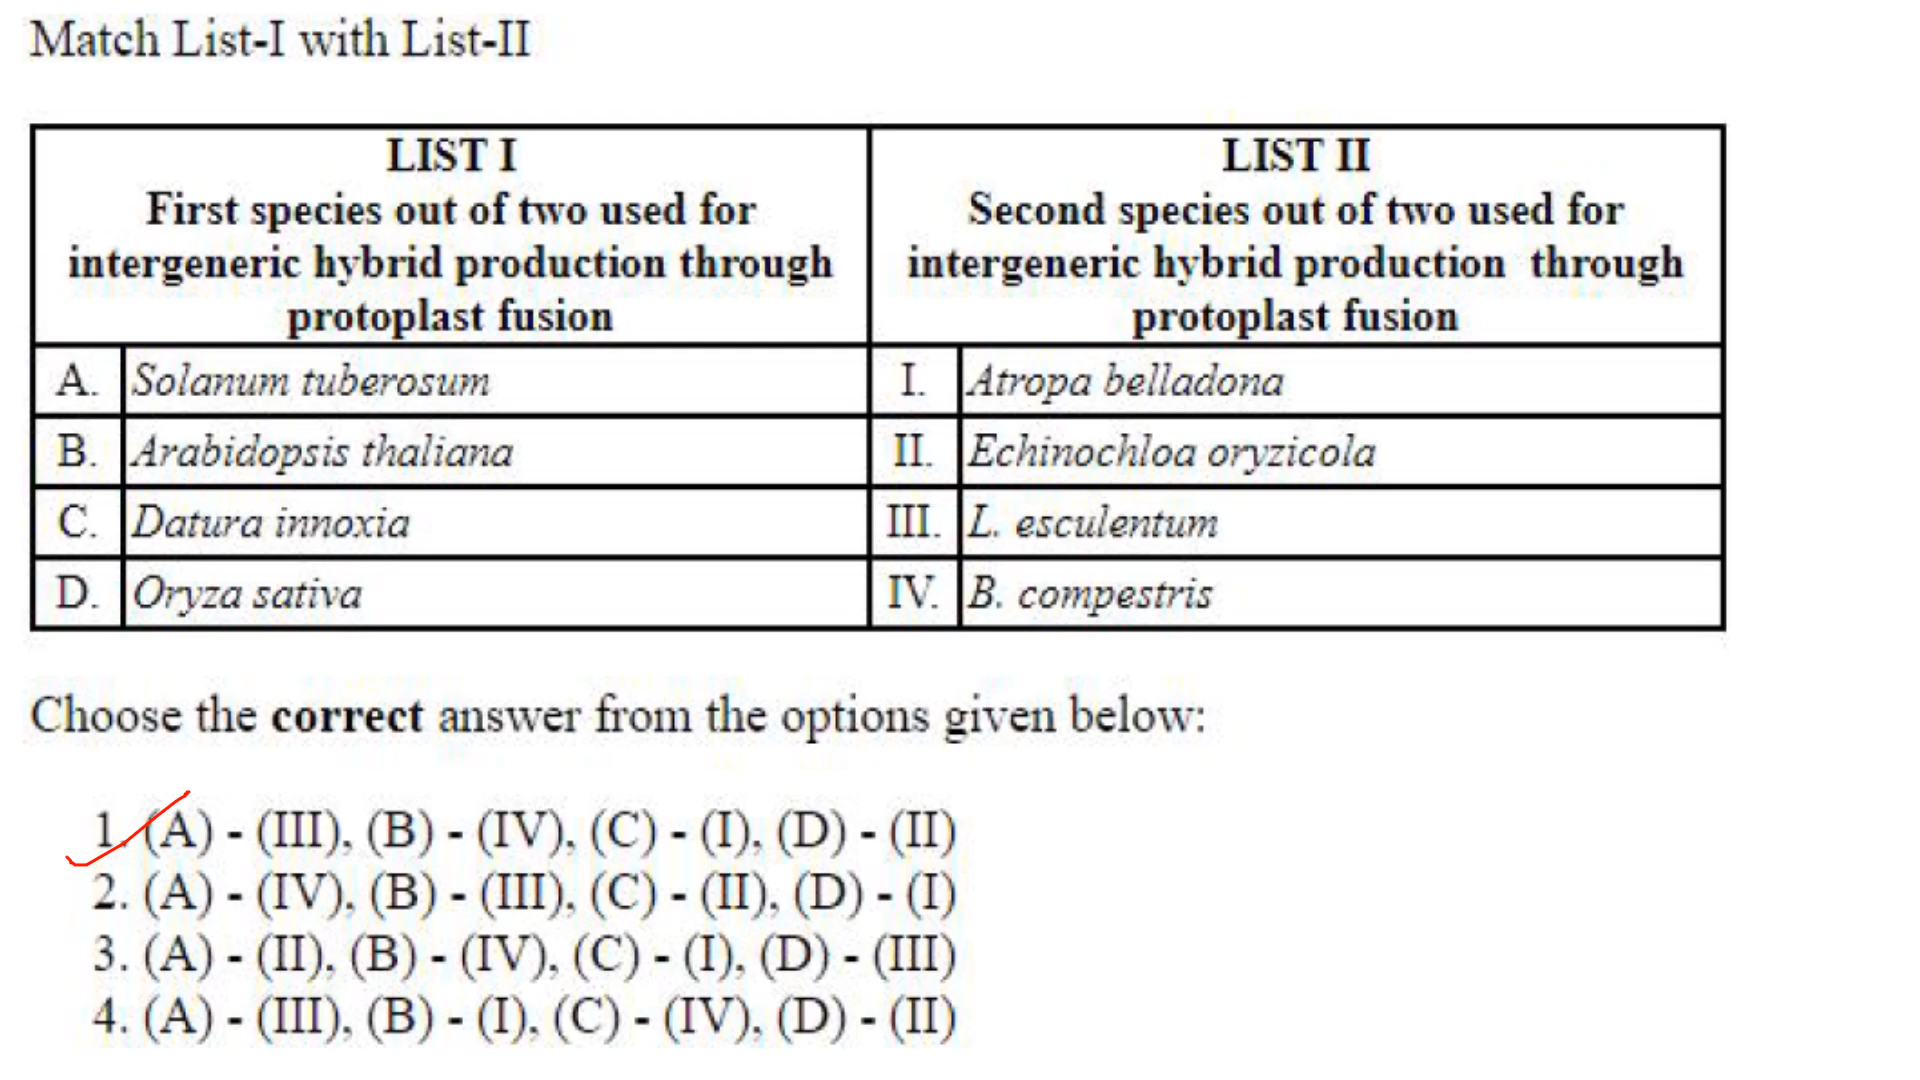 Match List-I with List-II
LIST I
First species out of two used for
intergeneric hybrid production through
protoplast fusion
LIST II
Second species out of two used for
intergeneric hybrid production through
protoplast fusion
A. Solanum tuberosum I. Atropa belladona
B. Arabidopsis thaliana II. Echinochloa oryzicola
C. Datura innoxia III. L. esculentum
D. Oryza sativa IV. B. compestris
Choose the correct answer from the options given below:
1. (A) - (III), (B) - (IV), (C) - (I), (D) - (II)
2. (A) - (IV), (B) - (III), (C) - (II), (D) - (I)
3. (A) - (II), (B) - (IV), (C) - (I), (D) - (III)
4. (A) - (III), (B) - (I), (C) - (IV), (D) - (II)